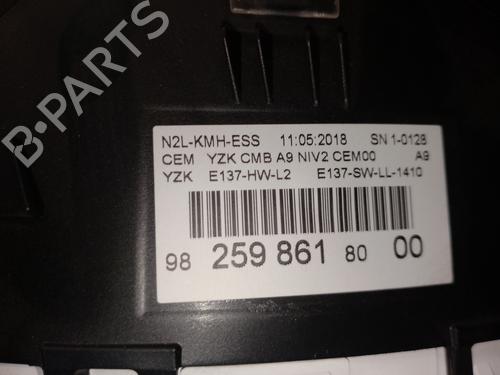 B-PARTS
N2L-KMH-ESS 11:05:2018 SN 1-0128
CEM YZK CMB A9 NIV2 CEM00 A9
YZK E137-HW-L2 E137-SW-LL-1410
98 259 861 80 00